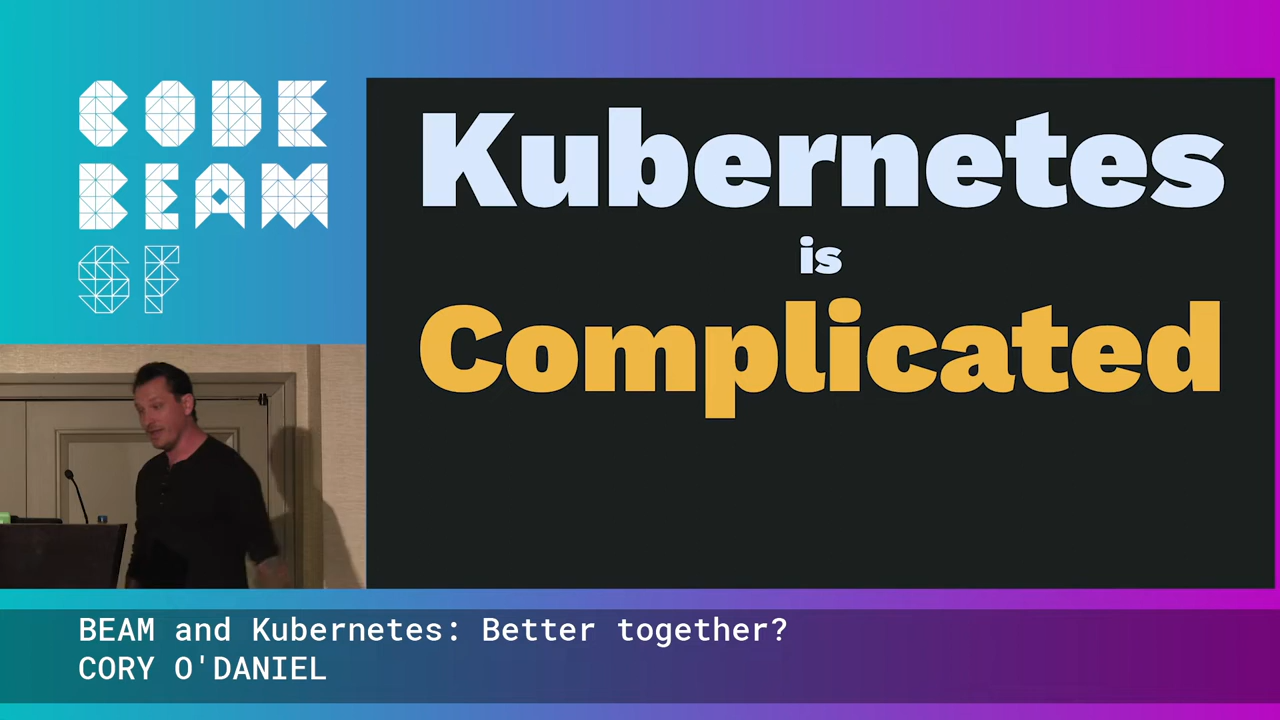 CODE
BEAM
SF
Kubernetes
is
Complicated
BEAM and Kubernetes: Better together?
CORY O'DANIEL